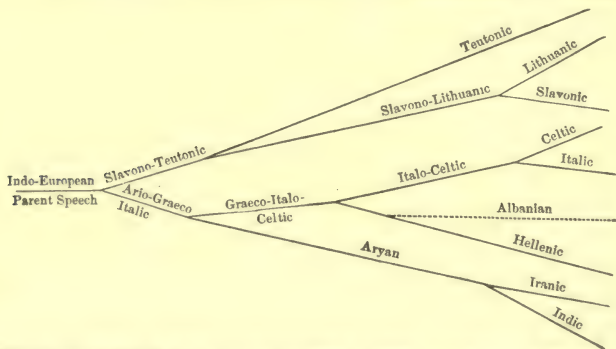 Teutonic
Lithuanic
Slavono-Lithuanic
Slavonic
Slavono-Teutonic
Celtic
Italo-Celtic
Italic
Indo-European
Parent Speech
Ario-Graeco
Italic
Graeco-Italo-
Celtic
Albanian
Hellenic
Aryan
Iranic
Indic